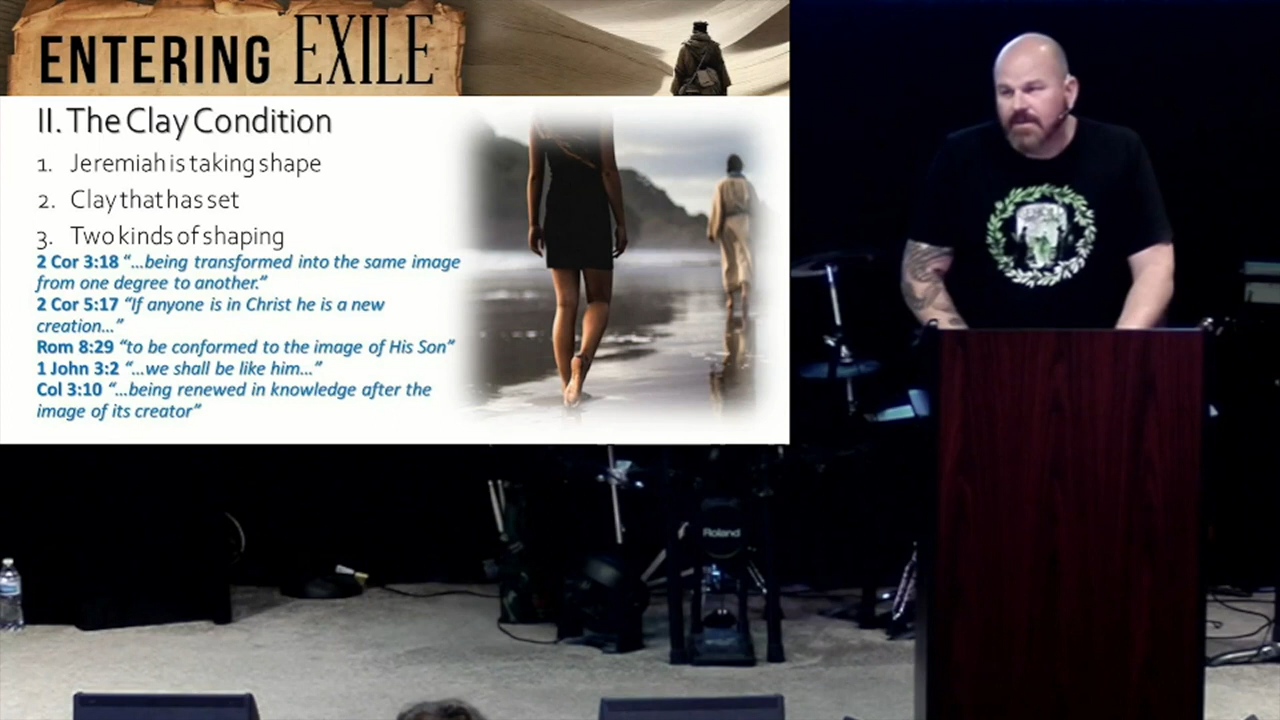 ENTERING EXILE
II. The Clay Condition
1. Jeremiah is taking shape
2. Clay that has set
3. Two kinds of shaping
2 Cor 3:18 “…being transformed into the same image
from one degree to another.”
2 Cor 5:17 “If anyone is in Christ he is a new
creation…”
Rom 8:29 “to be conformed to the image of His Son”
1 John 3:2 “…we shall be like him…”
Col 3:10 “…being renewed in knowledge after the
image of its creator”
Roland